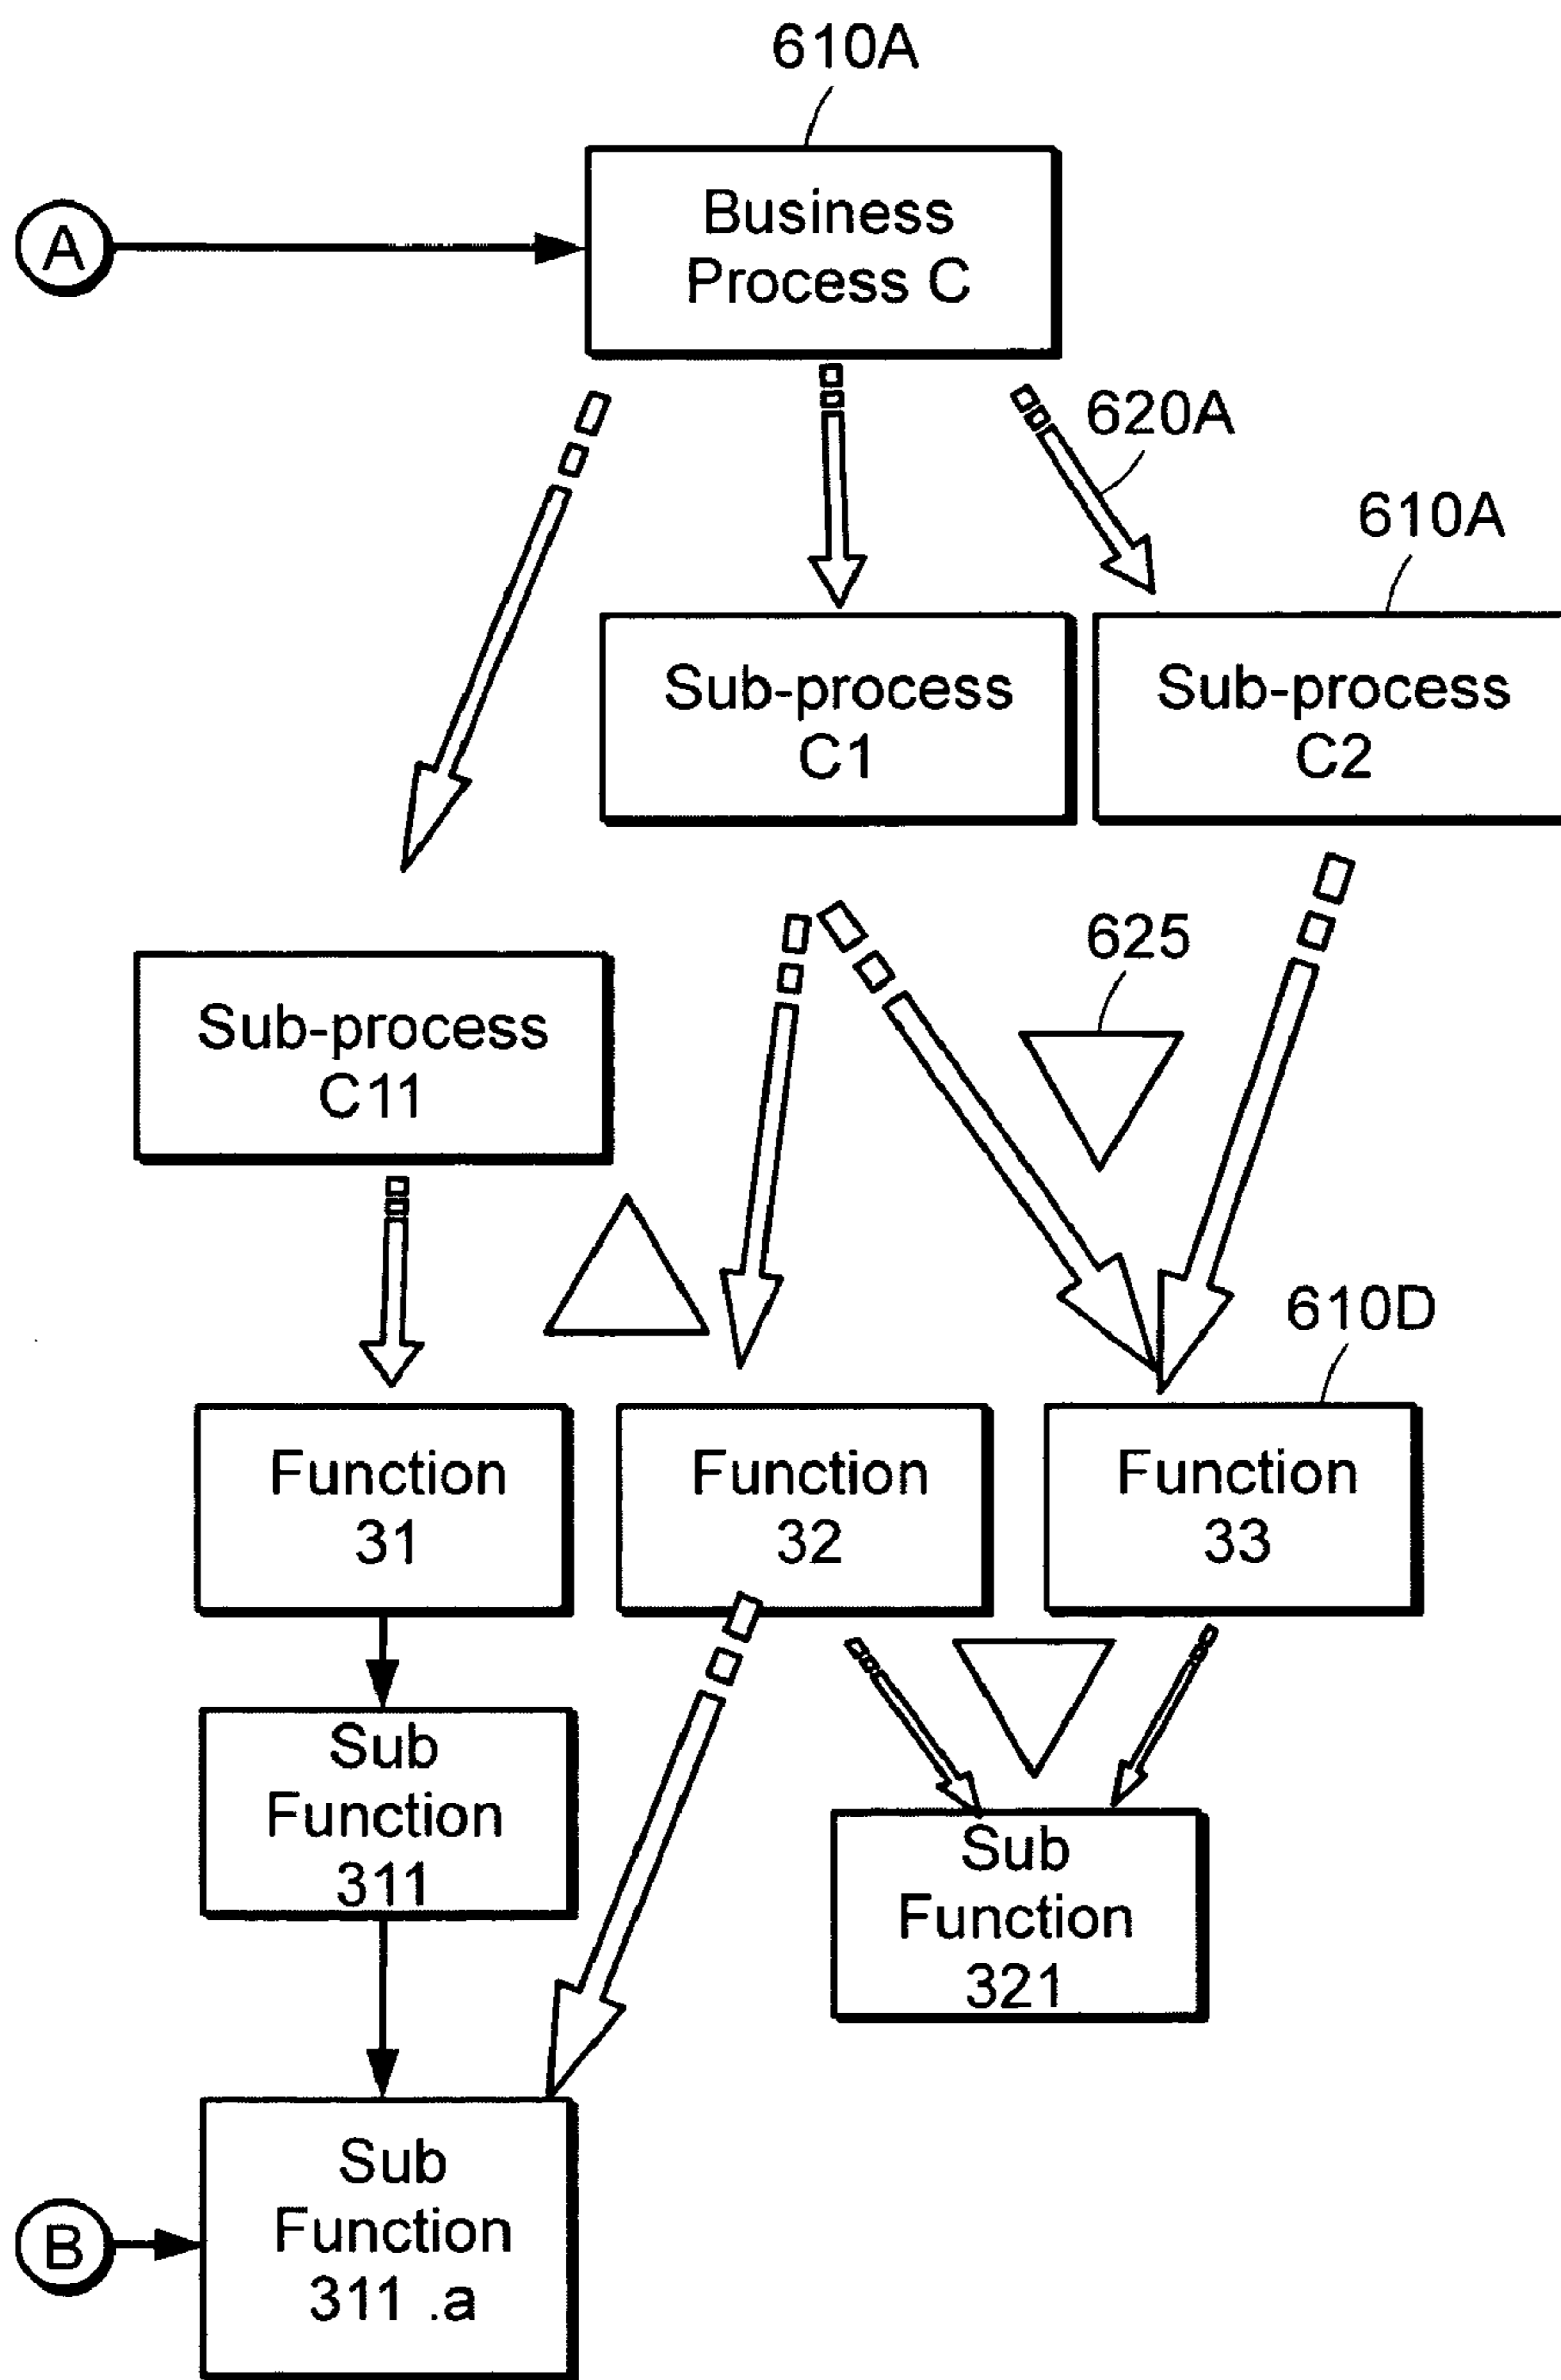 610A
Business
Process C
A
620A
610A
Sub-process
C1
Sub-process
C2
625
Sub-process
C11
610D
Function
31
Function
32
Function
33
Sub
Function
311
Sub
Function
321
Sub
Function
311 .a
B